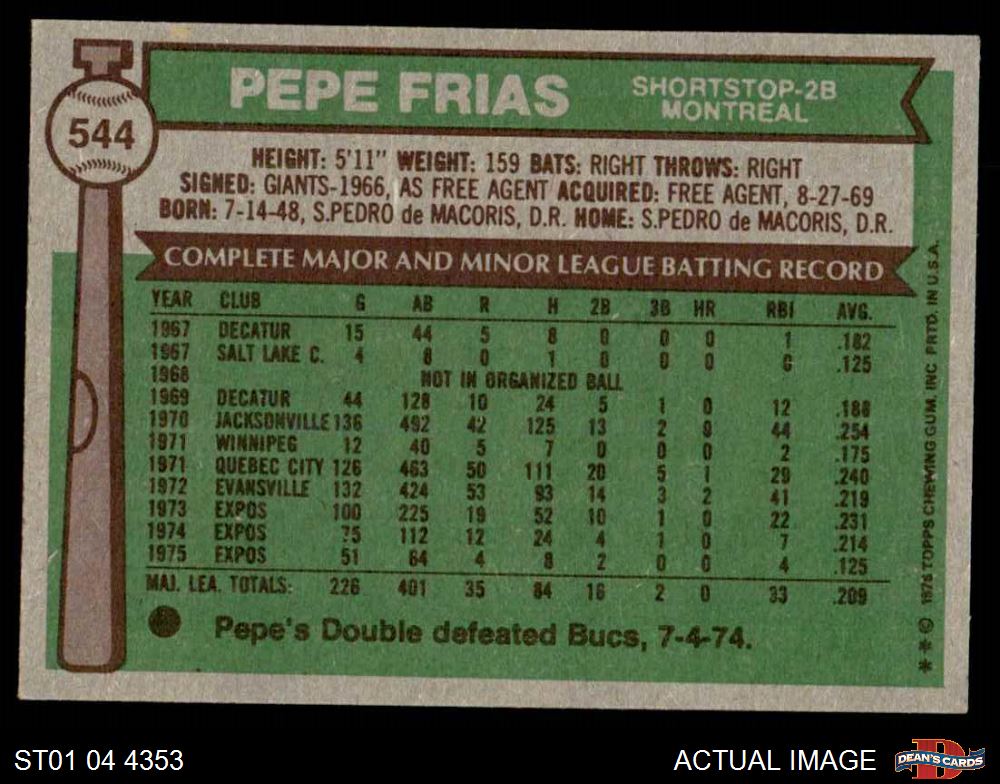 PEPE FRIAS
SHORTSTOP-2B
MONTREAL
544
HEIGHT: 5'11" WEIGHT: 159 BATS: RIGHT THROWS: RIGHT
SIGNED: GIANTS-1966, AS FREE AGENT ACQUIRED: FREE AGENT, 8-27-69
BORN: 7-14-48, S.PEDRO de MACORIS, D.R. HOME: S.PEDRO de MACORIS, D.R.
COMPLETE MAJOR AND MINOR LEAGUE BATTING RECORD
YEAR CLUB G AB R H 2B 3B HR RBI AVG.
1967 DECATUR 15 44 5 8 0 0 0 1 .182
1967 SALT LAKE C. 4 8 0 1 0 0 0 .125
1968 NOT IN ORGANIZED BALL
1969 DECATUR 44 128 10 24 5 1 0 12 .188
1970 JACKSONVILLE 136 492 42 125 13 2 44 .254
1971 WINNIPEG 12 40 5 7 0 0 0 2 .175
1971 QUEBEC CITY 126 463 50 111 20 5 1 29 .240
1972 EVANSVILLE 132 424 53 93 14 3 2 41 .219
1973 EXPOS 100 225 19 52 10 1 0 22 .231
1974 EXPOS 75 112 12 24 4 1 0 7 .214
1975 EXPOS 51 64 4 8 2 0 0 4 .125
MAJ. LEA. TOTALS: 226 401 35 84 16 2 0 33 .209
Pepe's Double defeated Bucs, 7-4-74.
**© 1976 TOPPS CHEWING GUM, INC PRTD. IN U.S.A.
ST01 04 4353
ACTUAL IMAGE
DEAN'S CARDS